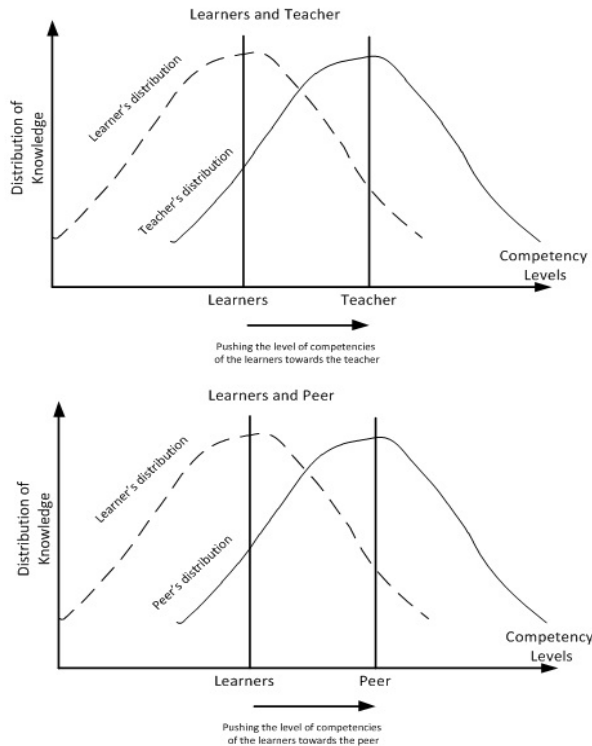 Learners and Teacher
Distribution of
Knowledge
Learner's distribution
Teacher's distribution
Competency
Levels
Learners
Teacher
Pushing the level of competencies
of the learners towards the teacher
Learners and Peer
Distribution of
Knowledge
Learner's distribution
Peer's distribution
Competency
Levels
Learners
Peer
Pushing the level of competencies
of the learners towards the peer